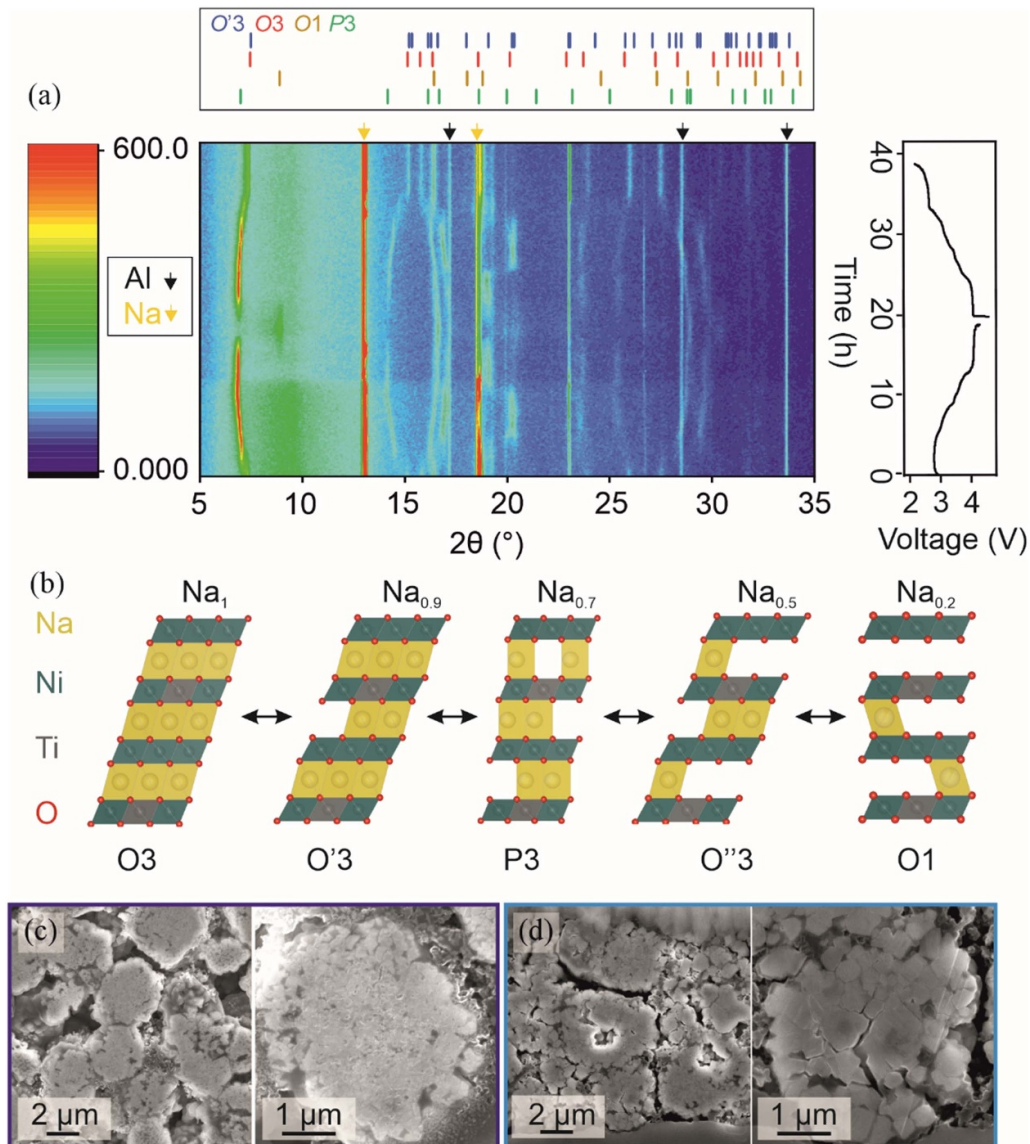 O'3 O3 O1 P3
(a)
600.0
0.000
Al
Na
5 10 15 20 25 30 35
2θ (°)
40
30
20
10
0
Time (h)
2 3 4
Voltage (V)
(b)
Na1 Na0.9 Na0.7 Na0.5 Na0.2
Na
Ni
Ti
O
O3 O'3 P3 O''3 O1
(c) (d)
2 µm 1 µm 2 µm 1 µm